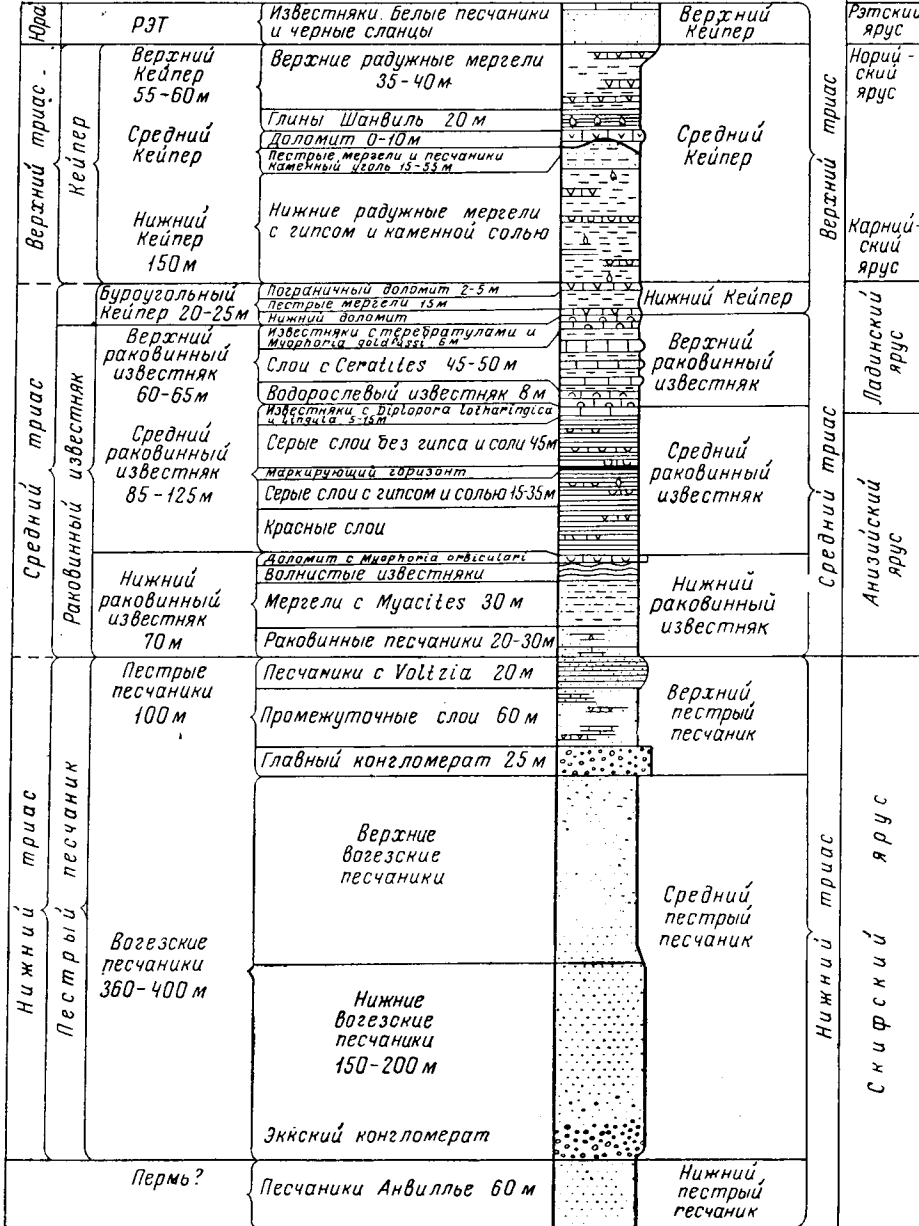 Юра
РЭТ
Известняки. Белые песчаники
и черные сланцы
Верхний
Кейпер
Рэтский
ярус
Верхний триас -
Кейпер
Верхний
Кейпер
55-60 м
Средний
Кейпер
Нижний
Кейпер
150 м
Верхние радужные мергели
35-40 м
Глины Шанвиль 20 м
Доломит 0-10 м
Пестрые мергели и песчаники
каменный уголь 15-55 м
Нижние радужные мергели
с гипсом и каменной солью
Средний
Кейпер
Верхний триас
Норий-
ский
ярус
Карний-
ский
ярус
Средний триас
Раковинный известняк
Буроугольный
Кейпер 20-25 м
Пограничный доломит 2-5 м
Пестрые мергели 15 м
Нижний доломит
Нижний Кейпер
Верхний
раковинный
известняк
60-65 м
Известняки с теребратулами и
Myophoria goldfussi 6 м
Слои с Ceratites 45-50 м
Водорослевый известняк 8 м
Верхний
раковинный
известняк
Ладинский
ярус
Средний
раковинный
известняк
85-125 м
Известняки с Diplopora lotharingica
и Lingula 5-15 м
Серые слои без гипса и соли 45 м
маркирующий горизонт
Серые слои с гипсом и солью 15-35 м
Красные слои
Средний
раковинный
известняк
Средний триас
Анизийский
ярус
Нижний
раковинный
известняк
70 м
Доломит с Myophoria orbiculari
Волнистые известняки
Мергели с Myacites 30 м
Раковинные песчаники 20-30 м
Нижний
раковинный
известняк
Нижний триас
Пестрый песчаник
Пестрые
песчаники
100 м
Песчаники с Voltzia 20 м
Промежуточные слои 60 м
Главный конгломерат 25 м
Верхний
пестрый
песчаник
Вогезские
песчаники
360-400 м
Верхние
вогезские
песчаники
Нижние
вогезские
песчаники
150-200 м
Эккский конгломерат
Средний
пестрый
песчаник
Нижний триас
Скифский ярус
Пермь?
Песчаники Анвиллье 60 м
Нижний
пестрый
песчаник